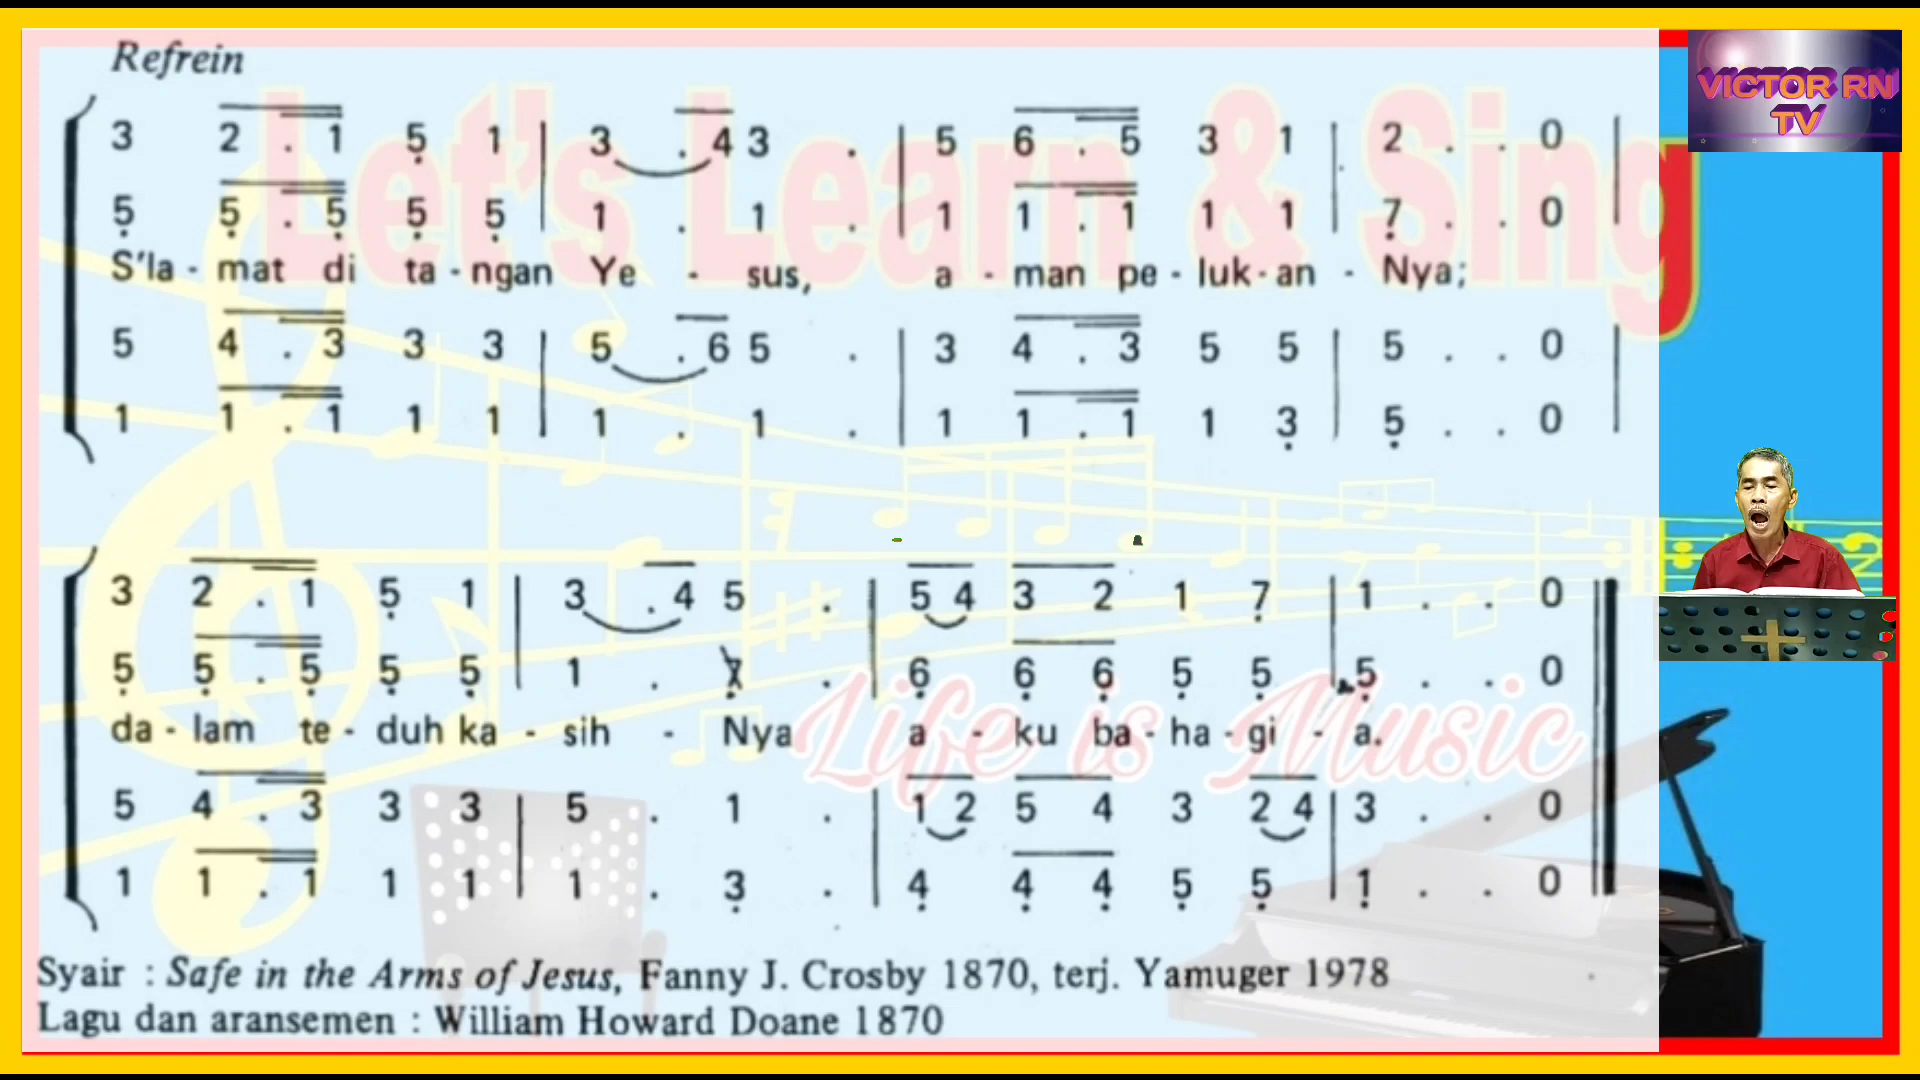 Refrein
3 2 . 1 5 1 | 3 . 4 3 . | 5 6 . 5 3 1 | 2 . . 0 |
5 5 . 5 5 5 | 1 . 1 . | 1 1 . 1 1 1 | 7 . . 0 |
S'la - mat di ta - ngan Ye - sus, a - man pe - luk - an - Nya;
5 4 . 3 3 3 | 5 . 6 5 . | 3 4 . 3 5 5 | 5 . . 0 |
1 1 . 1 1 1 | 1 . 1 . | 1 1 . 1 1 3 | 5 . . 0 |
3 2 . 1 5 1 | 3 . 4 5 . | 5 4 3 2 1 7 | 1 . . 0
5 5 . 5 5 5 | 1 . 7 . | 6 6 6 5 5 | 5 . . 0
da - lam te - duh ka - sih - Nya a - ku ba - ha - gi - a.
5 4 . 3 3 3 | 5 . 1 . | 1 2 5 4 3 2 4 | 3 . . 0
1 1 . 1 1 1 | 1 . 3 . | 4 4 4 5 5 | 1 . . 0
Syair : Safe in the Arms of Jesus, Fanny J. Crosby 1870, terj. Yamuger 1978
Lagu dan aransemen : William Howard Doane 1870
Let's Learn & Sing
Life is Music
VICTOR RN
TV